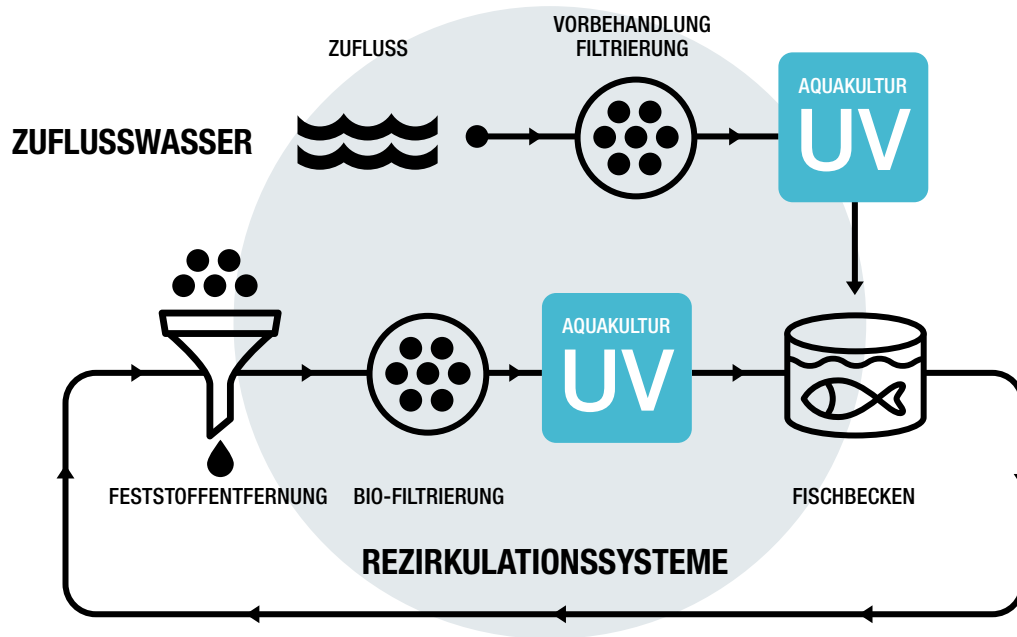 ZUFLUSS
VORBEHANDLUNG
FILTRIERUNG
AQUAKULTUR
UV
ZUFLUSSWASSER
AQUAKULTUR
UV
FESTSTOFFENTFERNUNG
BIO-FILTRIERUNG
FISCHBECKEN
REZIRKULATIONSSYSTEME